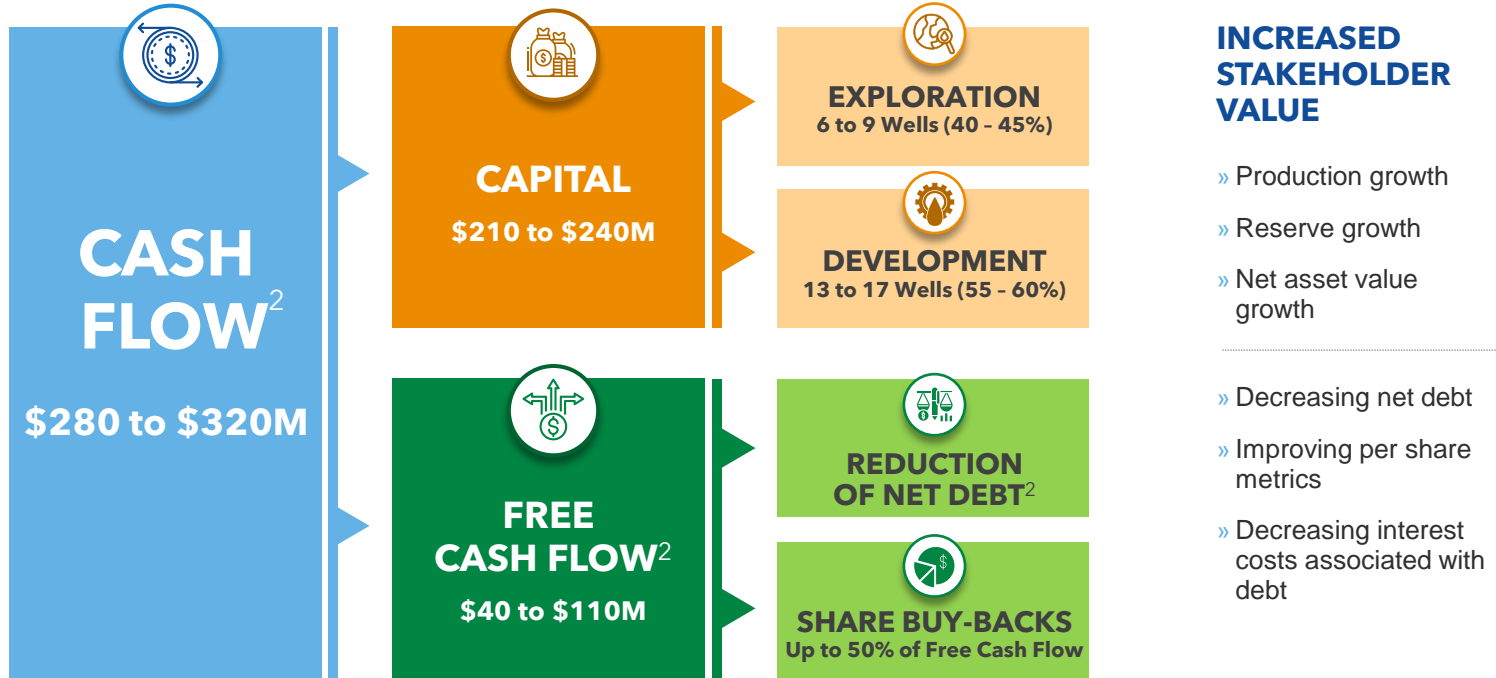 CASH
FLOW2
$280 to $320M
CAPITAL
$210 to $240M
EXPLORATION
6 to 9 Wells (40 – 45%)
DEVELOPMENT
13 to 17 Wells (55 – 60%)
FREE
CASH FLOW2
$40 to $110M
REDUCTION
OF NET DEBT2
SHARE BUY-BACKS
Up to 50% of Free Cash Flow
INCREASED
STAKEHOLDER
VALUE
» Production growth
» Reserve growth
» Net asset value
growth
» Decreasing net debt
» Improving per share
metrics
» Decreasing interest
costs associated with
debt